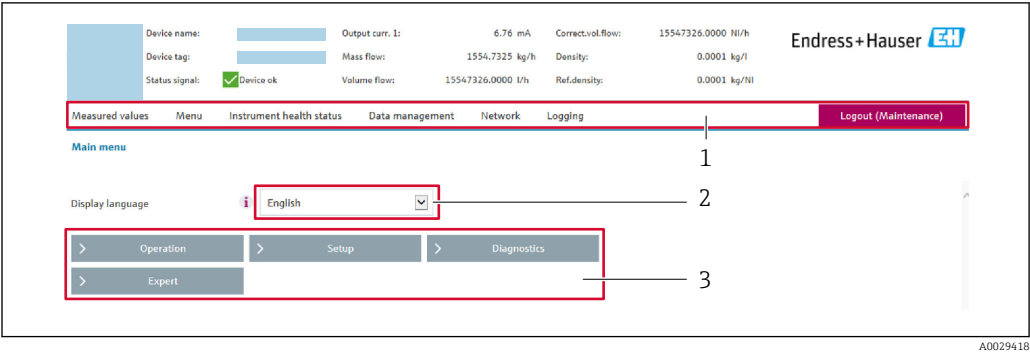 Device name: Output curr. 1: 6.76 mA Correct.vol.flow: 15547326.0000 Nl/h
Endress+Hauser EH
Device tag: Mass flow: 1554.7325 kg/h Density: 0.0001 kg/l
Status signal: Device ok Volume flow: 15547326.0000 l/h Ref.density: 0.0001 kg/Nl
Measured values Menu Instrument health status Data management Network Logging Logout (Maintenance)
1
Main menu
Display language i English 2
> Operation > Setup > Diagnostics
> Expert 3
A0029418